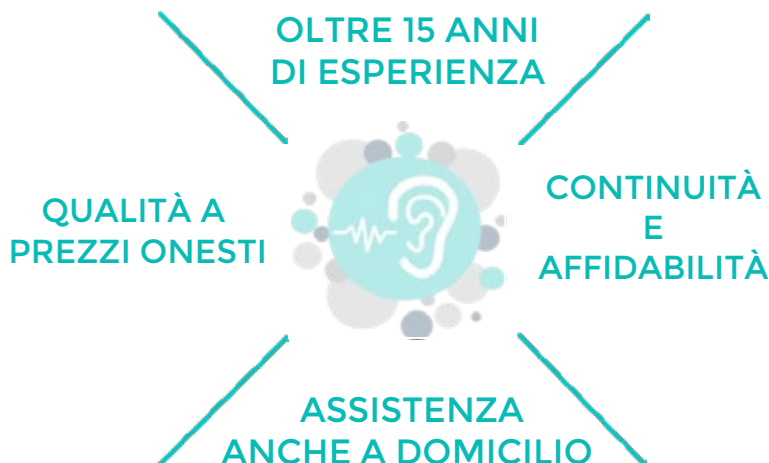 OLTRE 15 ANNI
DI ESPERIENZA
QUALITÀ A
PREZZI ONESTI
CONTINUITÀ
E
AFFIDABILITÀ
ASSISTENZA
ANCHE A DOMICILIO